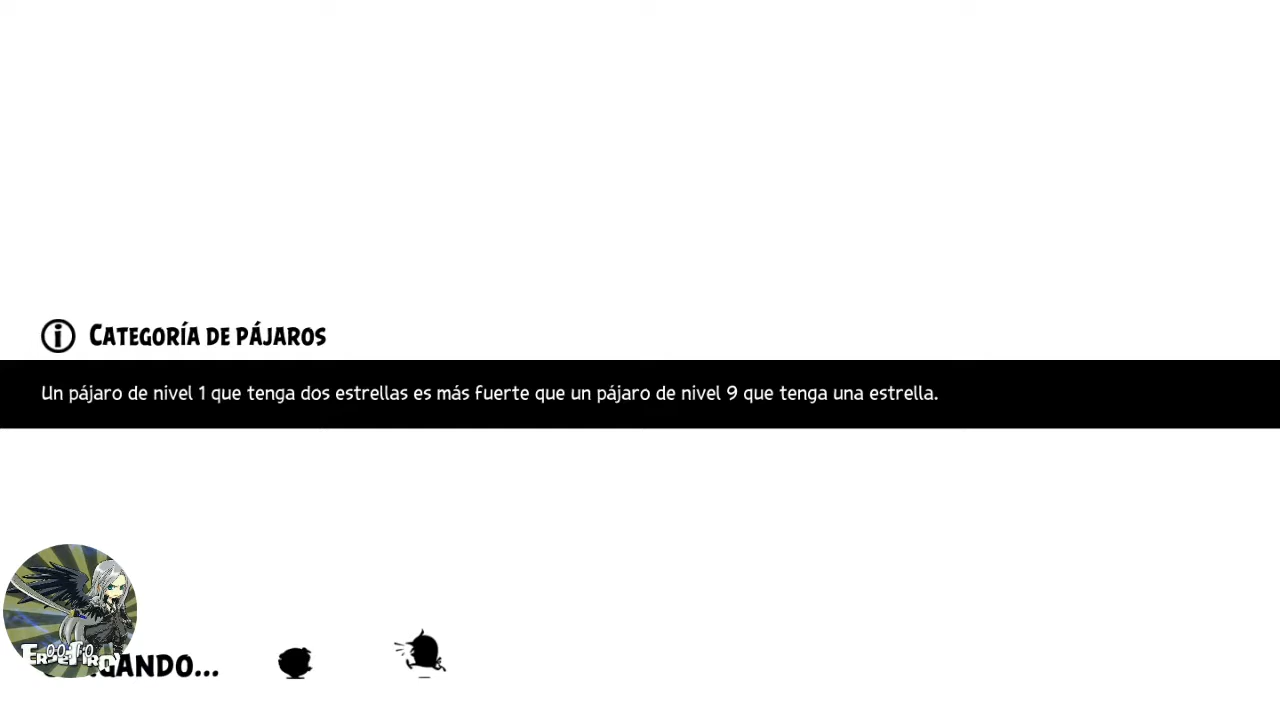 Categoría de pájaros
Un pájaro de nivel 1 que tenga dos estrellas es más fuerte que un pájaro de nivel 9 que tenga una estrella.
GANDO...